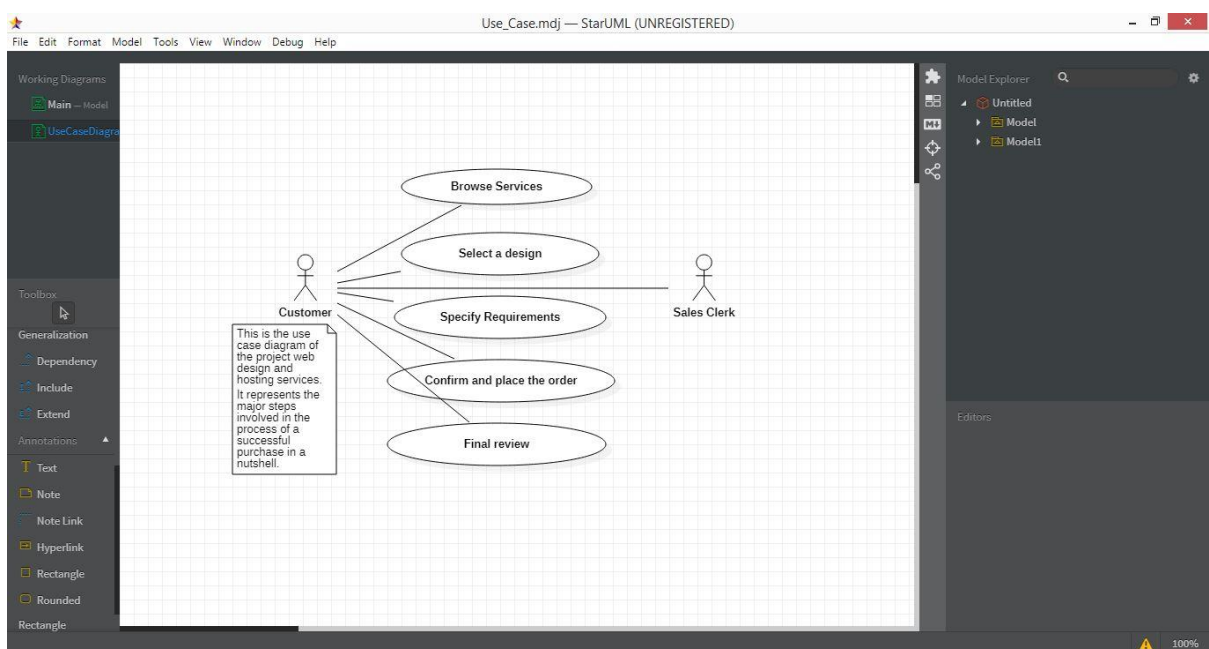 Use_Case.mdj — StarUML (UNREGISTERED)
File Edit Format Model Tools View Window Debug Help
Working Diagrams
Main — Model
UseCaseDiagra
Toolbox
Generalization
Dependency
Include
Extend
Annotations
Text
Note
Note Link
Hyperlink
Rectangle
Rounded
Rectangle
Browse Services
Select a design
Customer
Sales Clerk
Specify Requirements
This is the use
case diagram of
the project web
design and
hosting services.
It represents the
major steps
involved in the
process of a
successful
purchase in a
nutshell.
Confirm and place the order
Final review
M
Model Explorer
Untitled
Model
Model1
Editors
100%